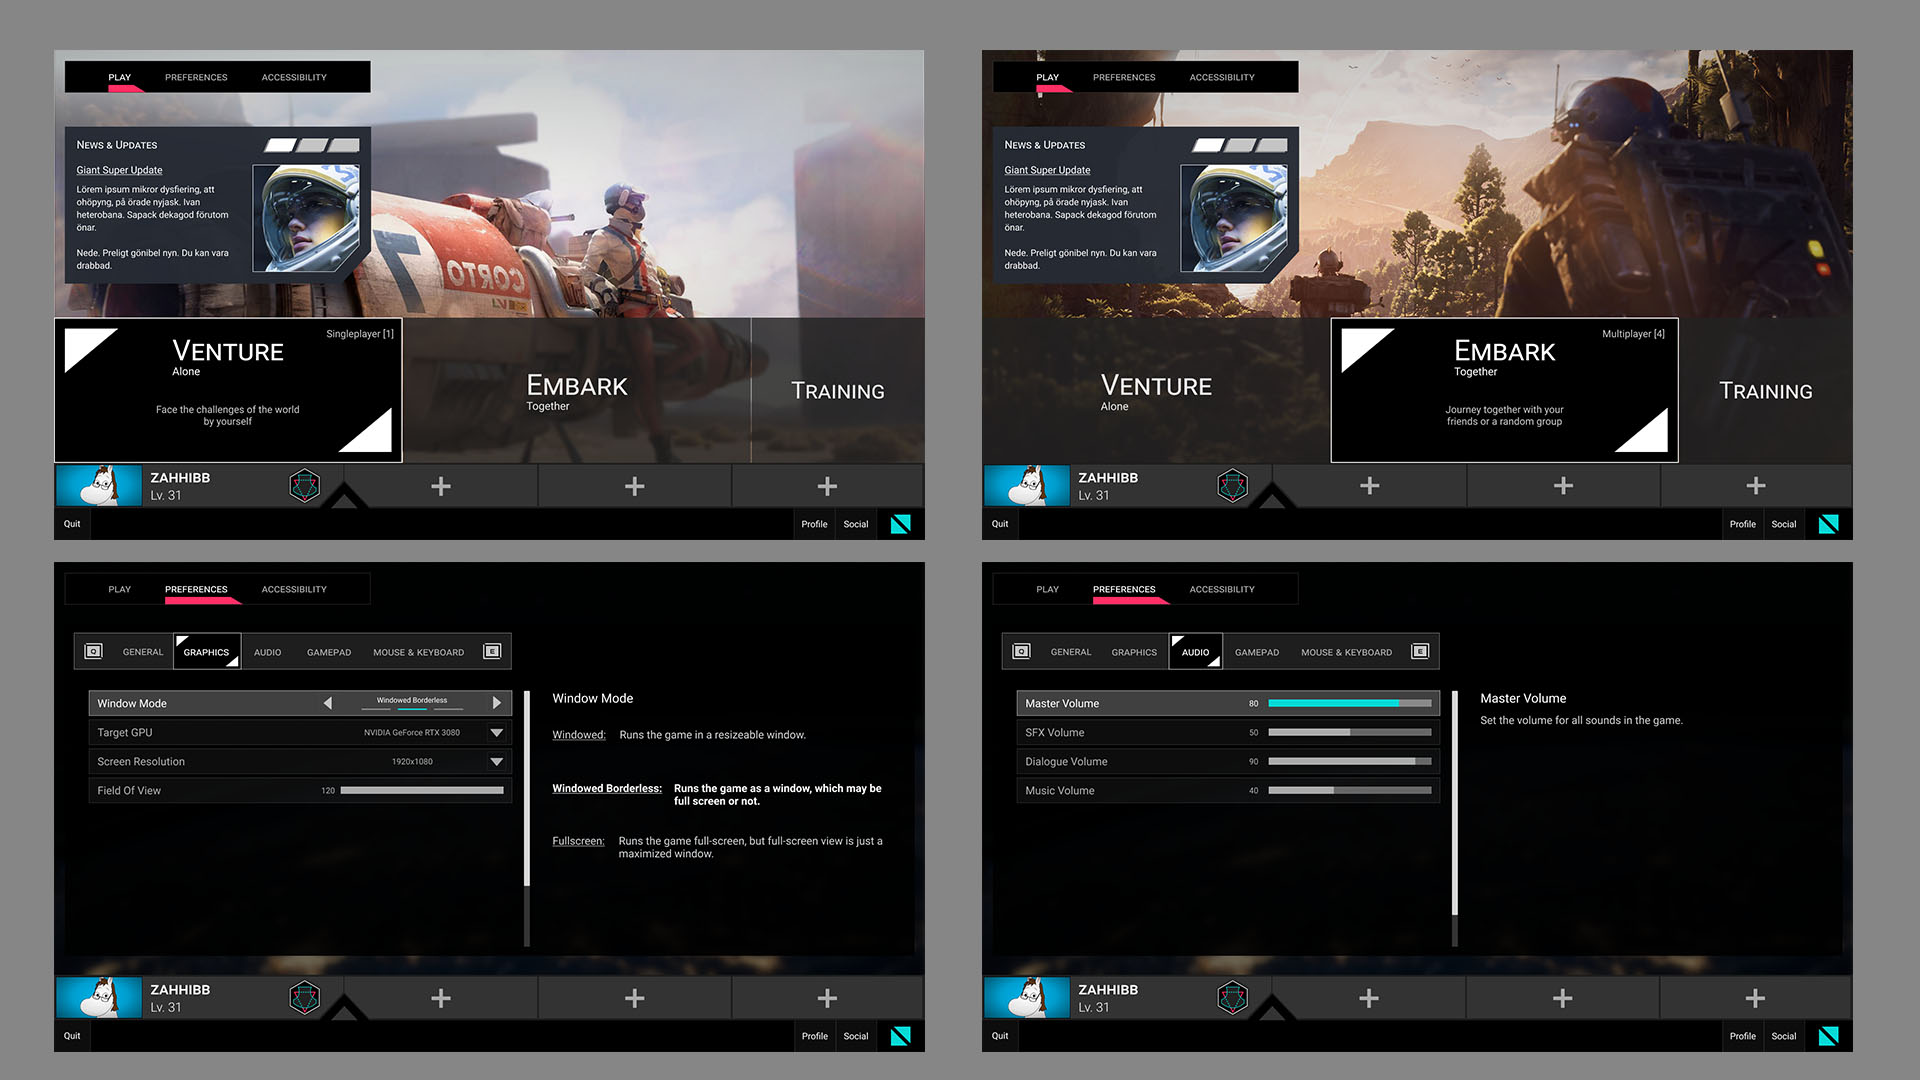 PLAY PREFERENCES ACCESSIBILITY
NEWS & UPDATES
Giant Super Update
Lörem ipsum mikror dysfiering, att
ohöpyng, på örade nyjask. Ivan
heterobana. Sapack dekagod förutom
önar.
Nede. Preligt gönibel nyn. Du kan vara
drabbad.
7
CORTO
Singleplayer [1]
VENTURE
Alone
Face the challenges of the world
by yourself
EMBARK
Together
TRAINING
ZAHHIBB
Lv. 31
Quit
Profile
Social
PLAY PREFERENCES ACCESSIBILITY
NEWS & UPDATES
Giant Super Update
Lörem ipsum mikror dysfiering, att
ohöpyng, på örade nyjask. Ivan
heterobana. Sapack dekagod förutom
önar.
Nede. Preligt gönibel nyn. Du kan vara
drabbad.
VENTURE
Alone
Multiplayer [4]
EMBARK
Together
Journey together with your
friends or a random group
TRAINING
ZAHHIBB
Lv. 31
Quit
Profile
Social
PLAY PREFERENCES ACCESSIBILITY
Q GENERAL GRAPHICS AUDIO GAMEPAD MOUSE & KEYBOARD E
Window Mode Windowed Borderless
Target GPU NVIDIA GeForce RTX 3080
Screen Resolution 1920x1080
Field Of View 120
Window Mode
Windowed: Runs the game in a resizeable window.
Windowed Borderless: Runs the game as a window, which may be
full screen or not.
Fullscreen: Runs the game full-screen, but full-screen view is just a
maximized window.
ZAHHIBB
Lv. 31
Quit
Profile
Social
PLAY PREFERENCES ACCESSIBILITY
Q GENERAL GRAPHICS AUDIO GAMEPAD MOUSE & KEYBOARD E
Master Volume 80
SFX Volume 50
Dialogue Volume 90
Music Volume 40
Master Volume
Set the volume for all sounds in the game.
ZAHHIBB
Lv. 31
Quit
Profile
Social